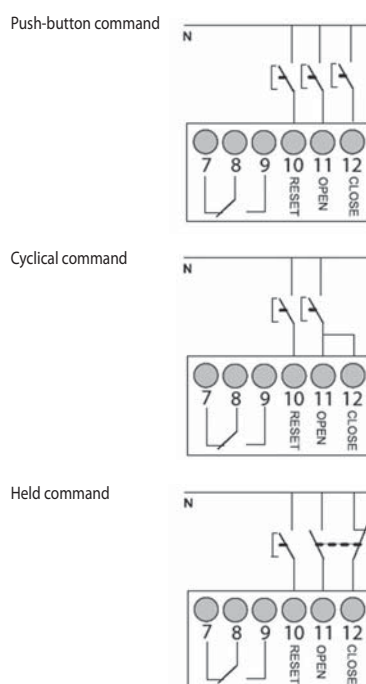 Push-button command
N
7 8 9 10 11 12
RESET OPEN CLOSE
Cyclical command
N
7 8 9 10 11 12
RESET OPEN CLOSE
Held command
N
7 8 9 10 11 12
RESET OPEN CLOSE